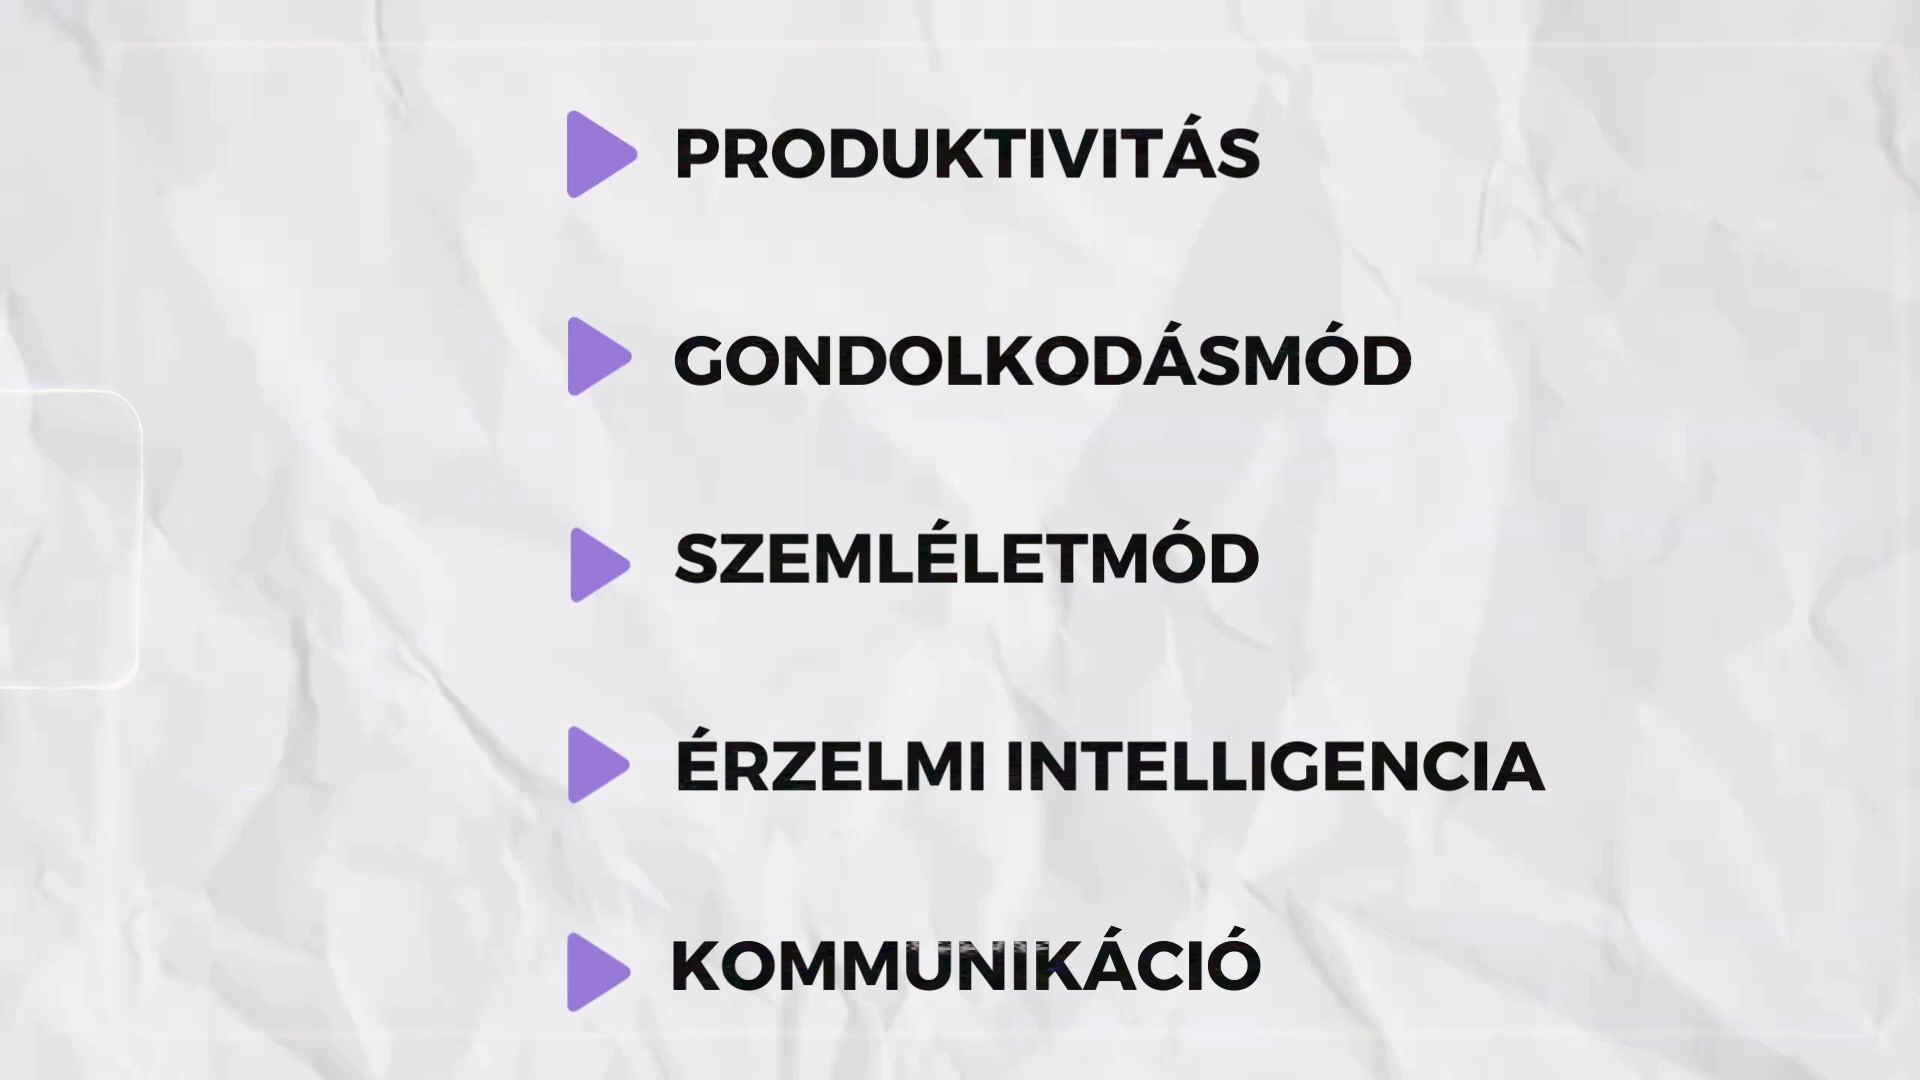 PRODUKTIVITÁS
GONDOLKODÁSMÓD
SZEMLÉLETMÓD
ÉRZELMI INTELLIGENCIA
KOMMUNIKÁCIÓ